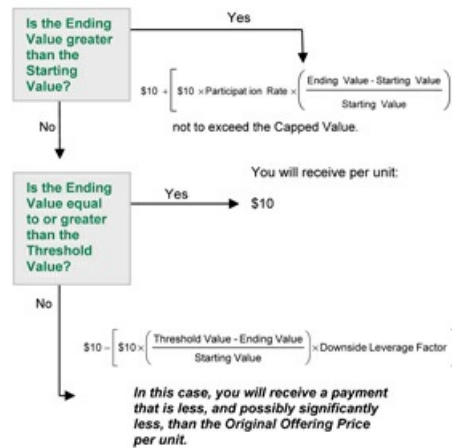 Is the Ending
Value greater
than the
Starting
Value?
Yes
$10 + [ $10 × Participation Rate × ( Ending Value - Starting Value
Starting Value ) ]
not to exceed the Capped Value.
No
You will receive per unit:
Is the Ending
Value equal
to or greater
than the
Threshold
Value?
Yes
$10
No
$10 - [ $10 × ( Threshold Value - Ending Value
Starting Value ) × Downside Leverage Factor ]
In this case, you will receive a payment
that is less, and possibly significantly
less, than the Original Offering Price
per unit.